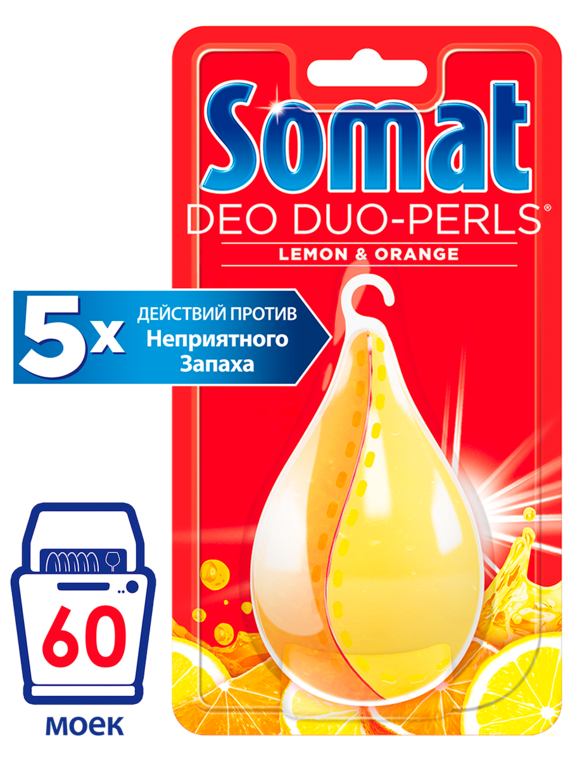 Somat
DEO DUO-PERLS®
LEMON & ORANGE
5x
ДЕЙСТВИЙ ПРОТИВ
Неприятного
Запаха
60
моек